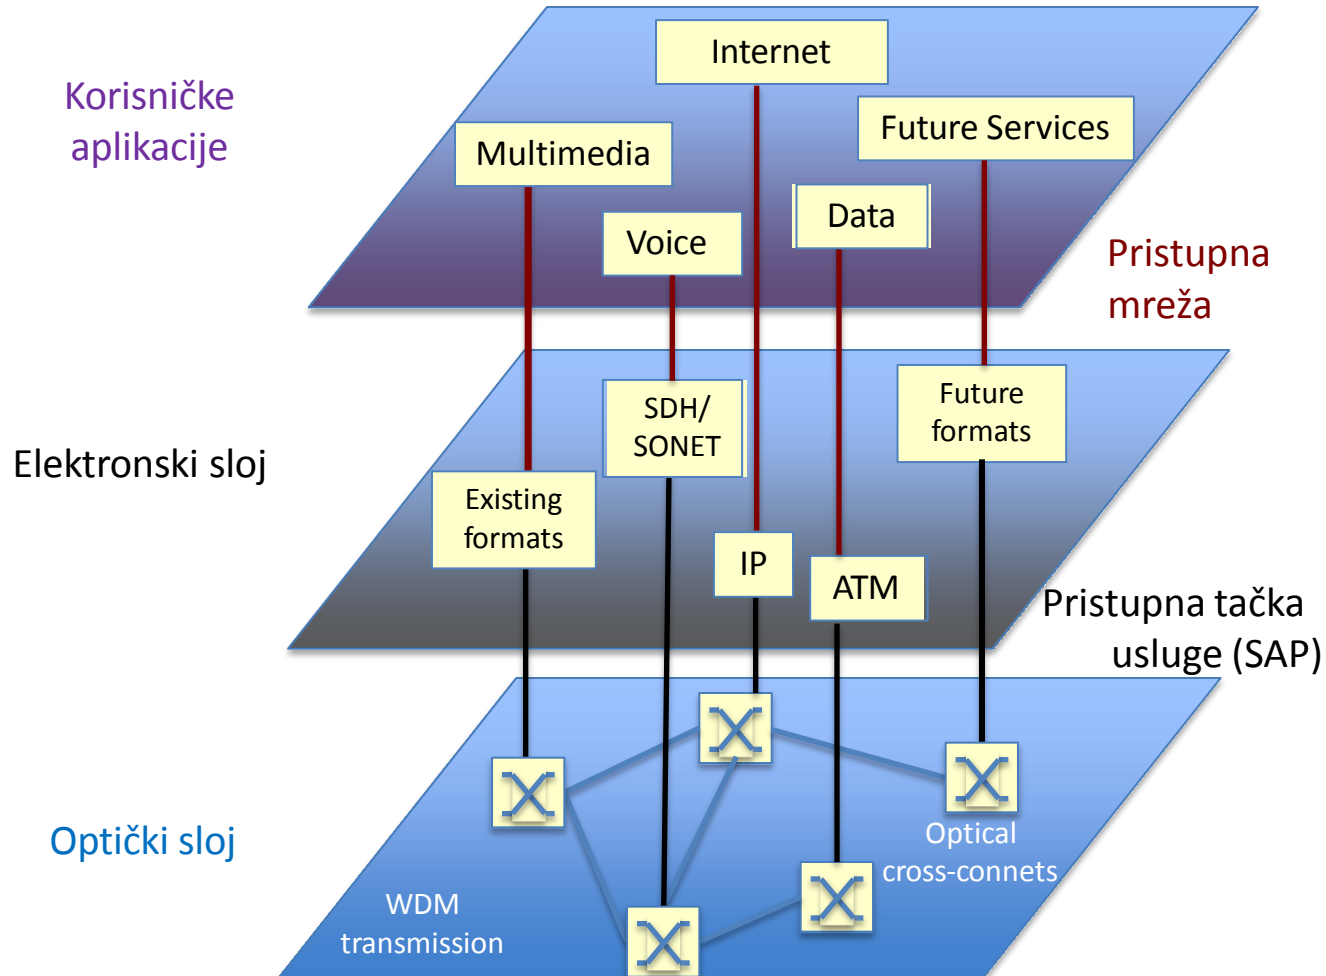 Korisničke
aplikacije
Internet
Multimedia
Future Services
Voice
Data
Pristupna
mreža
Elektronski sloj
SDH/
SONET
Future
formats
Existing
formats
IP
ATM
Pristupna tačka
usluge (SAP)
Optički sloj
Optical
cross-connets
WDM
transmission